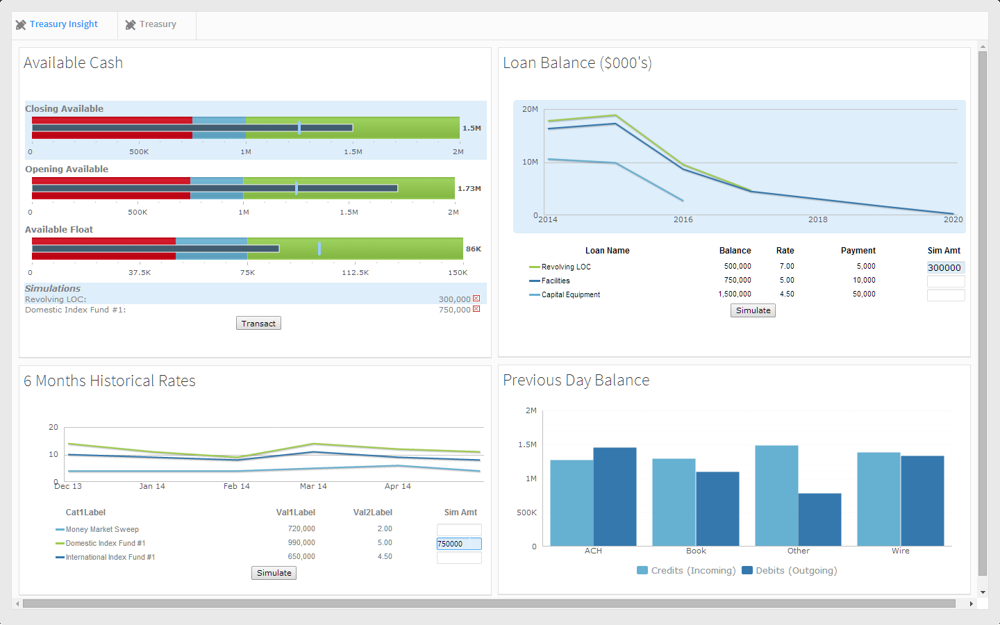 Treasury Insight Treasury
Available Cash
Closing Available
1.5M
0 500K 1M 1.5M 2M
Opening Available
1.73M
0 500K 1M 1.5M 2M
Available Float
86K
0 37.5K 75K 112.5K 150K
Simulations
Revolving LOC: 300,000
Domestic Index Fund #1: 750,000
Transact
Loan Balance ($000's)
20M
10M
0
2014 2016 2018 2020
Loan Name Balance Rate Payment Sim Amt
Revolving LOC 500,000 7.00 5,000 300000
Facilities 750,000 5.00 10,000
Capital Equipment 1,500,000 4.50 50,000
Simulate
6 Months Historical Rates
20
10
0
Dec 13 Jan 14 Feb 14 Mar 14 Apr 14
Cat1Label Val1Label Val2Label Sim Amt
Money Market Sweep 720,000 2.00
Domestic Index Fund #1 990,000 5.00 750000
International Index Fund #1 650,000 4.50
Simulate
Previous Day Balance
2M
1.5M
1M
500K
0
ACH Book Other Wire
Credits (Incoming) Debits (Outgoing)